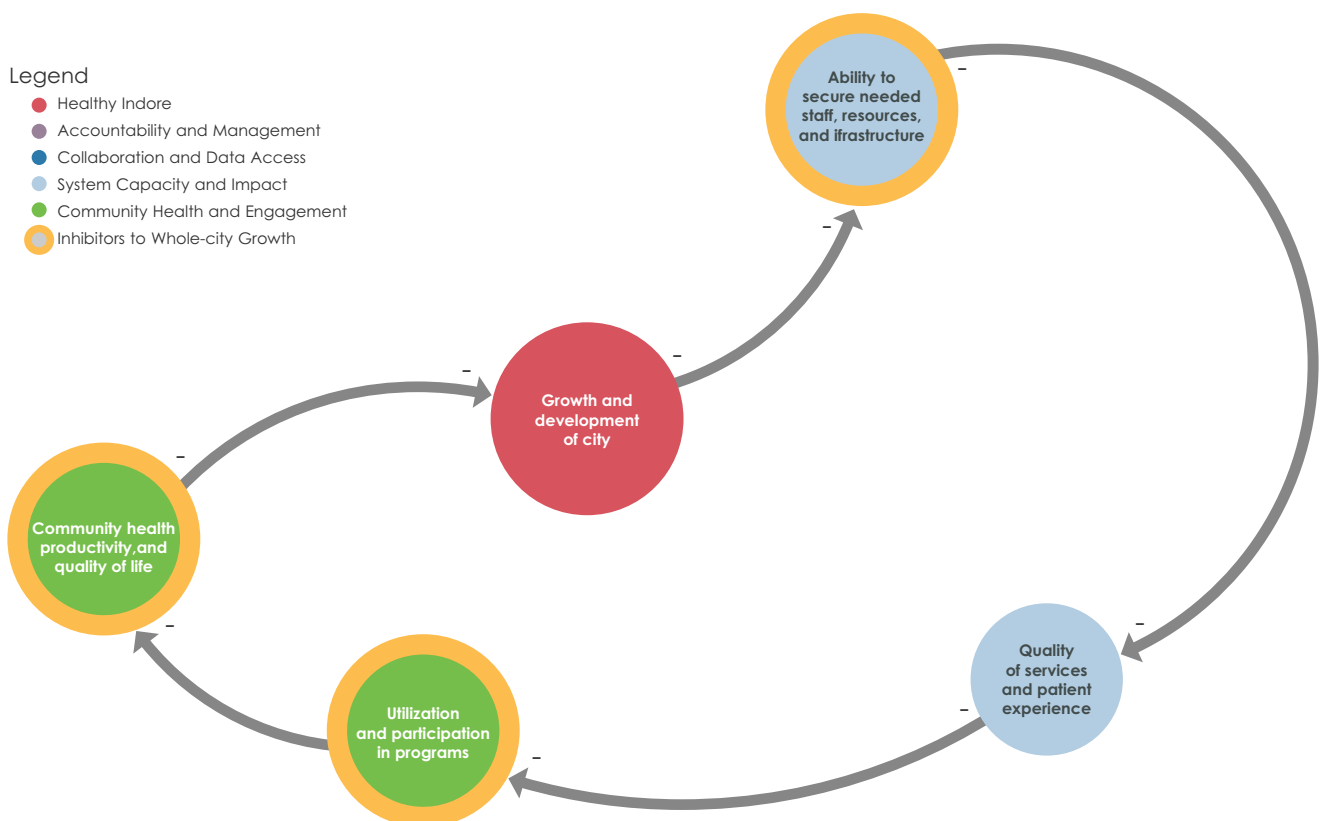 Legend
Healthy Indore
Accountability and Management
Collaboration and Data Access
System Capacity and Impact
Community Health and Engagement
Inhibitors to Whole-city Growth
Ability to
secure needed
staff, resources,
and ifrastructure
–
–
–
–
–
Growth and
development
of city
–
Community health
productivity,and
quality of life
–
–
Quality
of services
and patient
experience
–
–
Utilization
and participation
in programs